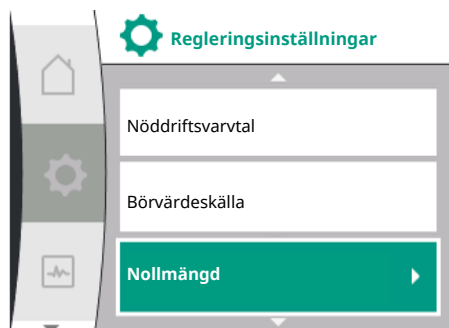 Regleringsinställningar
Nöddriftsvarvtal
Börvärdeskälla
Nollmängd